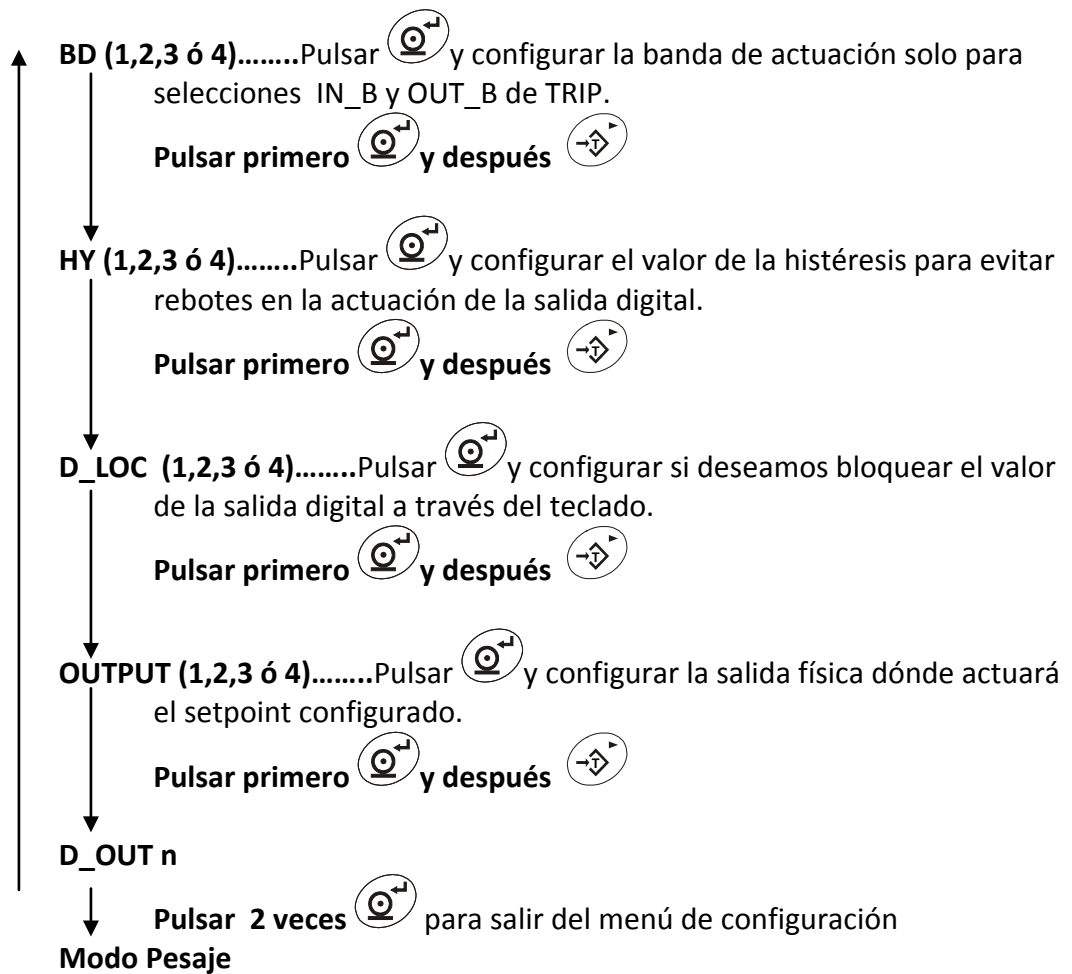 BD (1,2,3 ó 4)........Pulsar y configurar la banda de actuación solo para
selecciones IN_B y OUT_B de TRIP.
Pulsar primero y después →T
HY (1,2,3 ó 4)........Pulsar y configurar el valor de la histéresis para evitar
rebotes en la actuación de la salida digital.
Pulsar primero y después →T
D_LOC (1,2,3 ó 4)........Pulsar y configurar si deseamos bloquear el valor
de la salida digital a través del teclado.
Pulsar primero y después →T
OUTPUT (1,2,3 ó 4)........Pulsar y configurar la salida física dónde actuará
el setpoint configurado.
Pulsar primero y después →T
D_OUT n
Pulsar 2 veces para salir del menú de configuración
Modo Pesaje